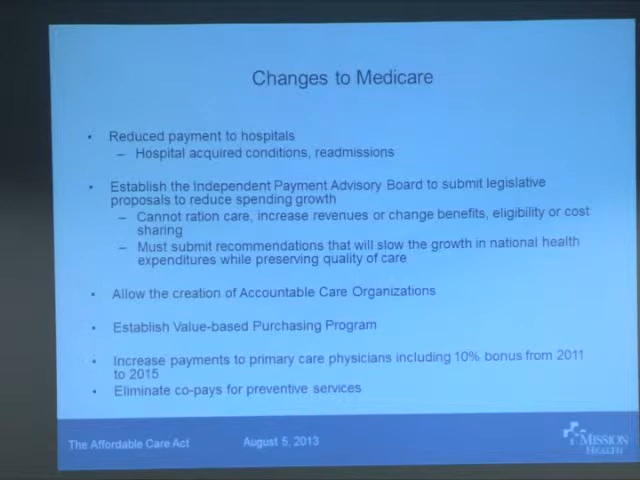 Changes to Medicare
• Reduced payment to hospitals
– Hospital acquired conditions, readmissions
• Establish the Independent Payment Advisory Board to submit legislative
proposals to reduce spending growth
– Cannot ration care, increase revenues or change benefits, eligibility or cost
sharing
– Must submit recommendations that will slow the growth in national health
expenditures while preserving quality of care
• Allow the creation of Accountable Care Organizations
• Establish Value-based Purchasing Program
• Increase payments to primary care physicians including 10% bonus from 2011
to 2015
• Eliminate co-pays for preventive services
The Affordable Care Act August 5, 2013
MISSION
HEALTH